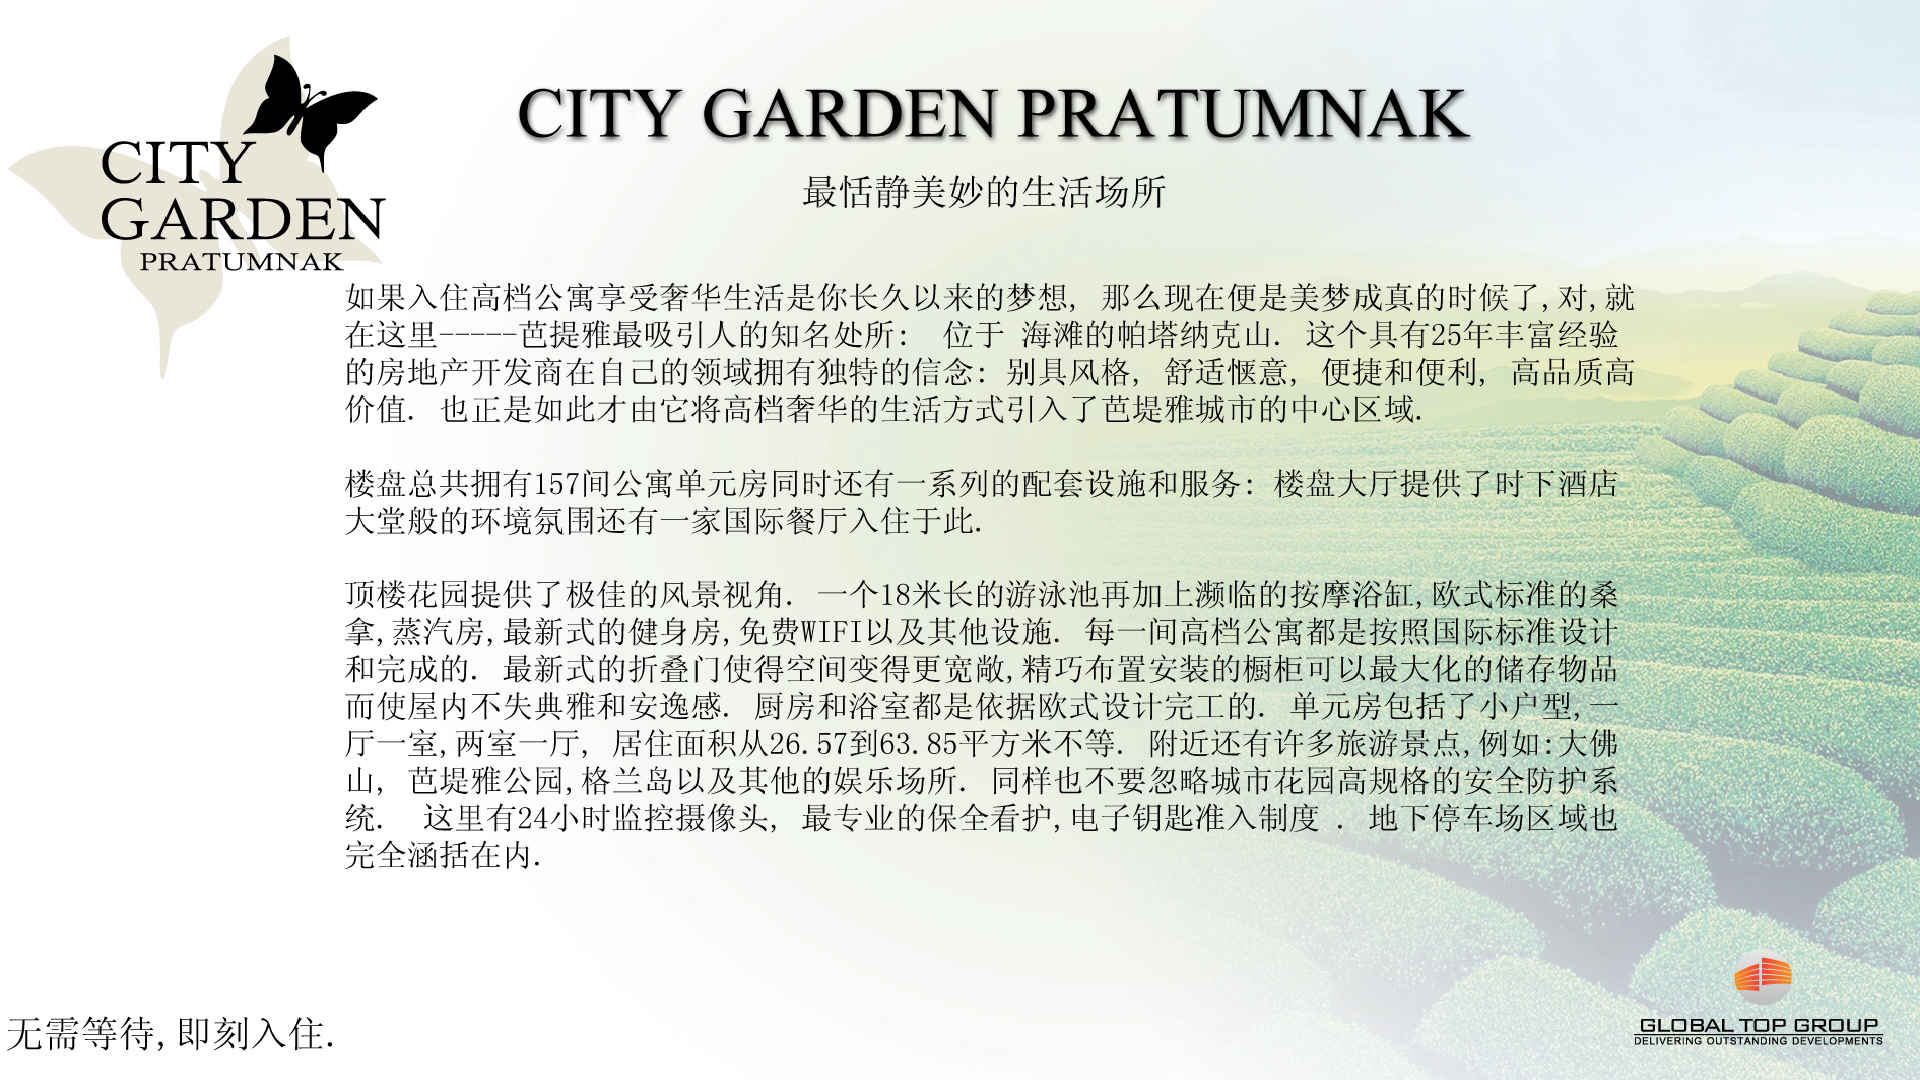 CITY
GARDEN
PRATUMNAK
CITY GARDEN PRATUMNAK
最恬静美妙的生活场所
如果入住高档公寓享受奢华生活是你长久以来的梦想, 那么现在便是美梦成真的时候了,对,就
在这里-----芭提雅最吸引人的知名处所: 位于 海滩的帕塔纳克山. 这个具有25年丰富经验
的房地产开发商在自己的领域拥有独特的信念: 别具风格, 舒适惬意, 便捷和便利, 高品质高
价值. 也正是如此才由它将高档奢华的生活方式引入了芭堤雅城市的中心区域.
楼盘总共拥有157间公寓单元房同时还有一系列的配套设施和服务: 楼盘大厅提供了时下酒店
大堂般的环境氛围还有一家国际餐厅入住于此.
顶楼花园提供了极佳的风景视角. 一个18米长的游泳池再加上濒临的按摩浴缸,欧式标准的桑
拿,蒸汽房,最新式的健身房,免费WIFI以及其他设施. 每一间高档公寓都是按照国际标准设计
和完成的. 最新式的折叠门使得空间变得更宽敞,精巧布置安装的橱柜可以最大化的储存物品
而使屋内不失典雅和安逸感. 厨房和浴室都是依据欧式设计完工的. 单元房包括了小户型,一
厅一室,两室一厅, 居住面积从26.57到63.85平方米不等. 附近还有许多旅游景点,例如:大佛
山, 芭堤雅公园,格兰岛以及其他的娱乐场所. 同样也不要忽略城市花园高规格的安全防护系
统. 这里有24小时监控摄像头, 最专业的保全看护,电子钥匙准入制度 . 地下停车场区域也
完全涵括在内.
无需等待,即刻入住.
GLOBAL TOP GROUP
DELIVERING OUTSTANDING DEVELOPMENTS